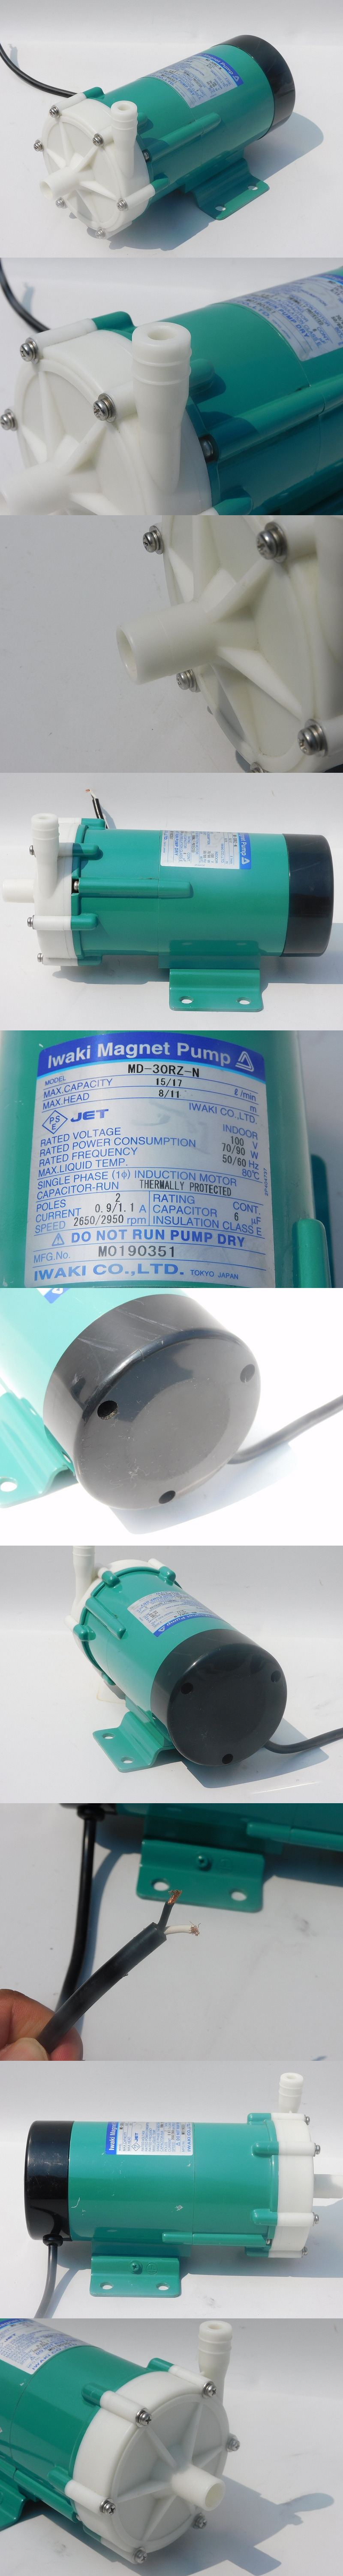 Iwaki Magnet Pump
MODEL MD-30RZ-N
MAX.CAPACITY 15/17 ℓ/min
MAX.HEAD 8/11 m
IWAKI CO.,LTD.
PS E JET INDOOR
RATED VOLTAGE 100 V
RATED POWER CONSUMPTION 70/90 W
RATED FREQUENCY 50/60 Hz
MAX.LIQUID TEMP. 80℃
SINGLE PHASE (1ϕ) INDUCTION MOTOR
CAPACITOR-RUN THERMALLY PROTECTED
POLES 2 RATING CONT.
CURRENT 0.9/1.1 A CAPACITOR 6 µF
SPEED 2650/2950 rpm INSULATION CLASS E
⚠ DO NOT RUN PUMP DRY
MFG.No. M0190351
IWAKI CO.,LTD. TOKYO JAPAN